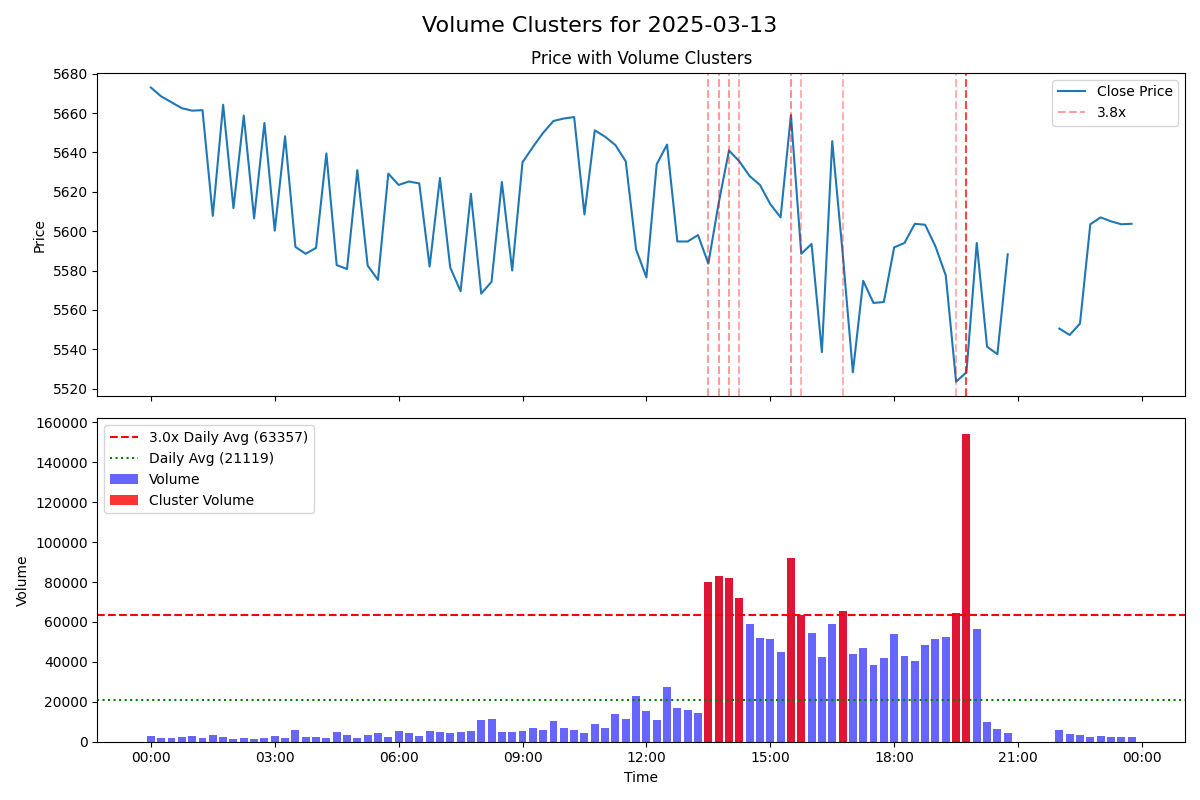 Volume Clusters for 2025-03-13
Price with Volume Clusters
5680
5660
5640
5620
5600
5580
5560
5540
5520
Price
Close Price
3.8x
160000
140000
120000
100000
80000
60000
40000
20000
0
Volume
3.0x Daily Avg (63357)
Daily Avg (21119)
Volume
Cluster Volume
00:00 03:00 06:00 09:00 12:00 15:00 18:00 21:00 00:00
Time